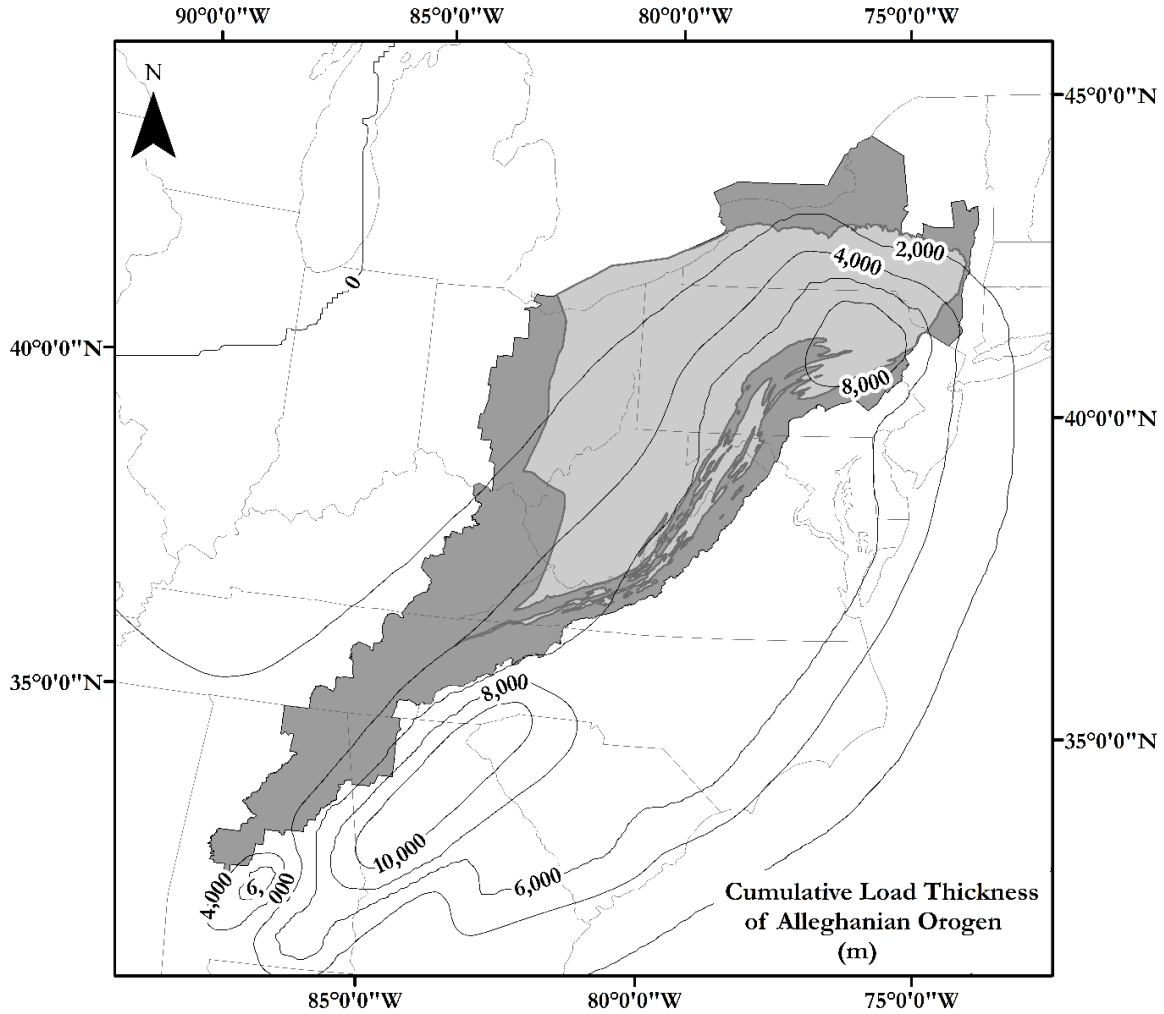 90°0'0"W 85°0'0"W 80°0'0"W 75°0'0"W
N
45°0'0"N
2,000
4,000
0
40°0'0"N
8,000
40°0'0"N
35°0'0"N
8,000
35°0'0"N
10,000
4,000
6,
000
6,000
Cumulative Load Thickness
of Alleghanian Orogen
(m)
85°0'0"W 80°0'0"W 75°0'0"W